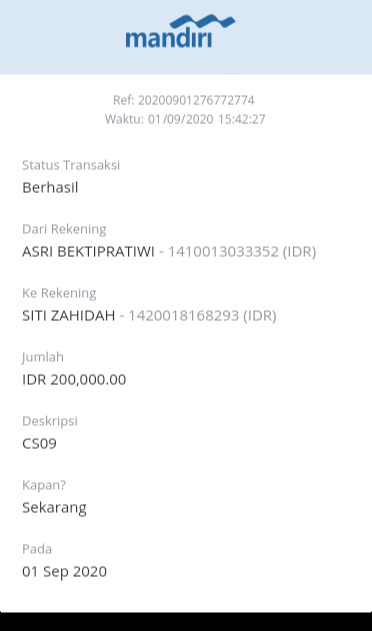 mandiri
Ref: 20200901276772774
Waktu: 01/09/2020 15:42:27
Status Transaksi
Berhasil
Dari Rekening
ASRI BEKTIPRATIWI - 1410013033352 (IDR)
Ke Rekening
SITI ZAHIDAH - 1420018168293 (IDR)
Jumlah
IDR 200,000.00
Deskripsi
CS09
Kapan?
Sekarang
Pada
01 Sep 2020